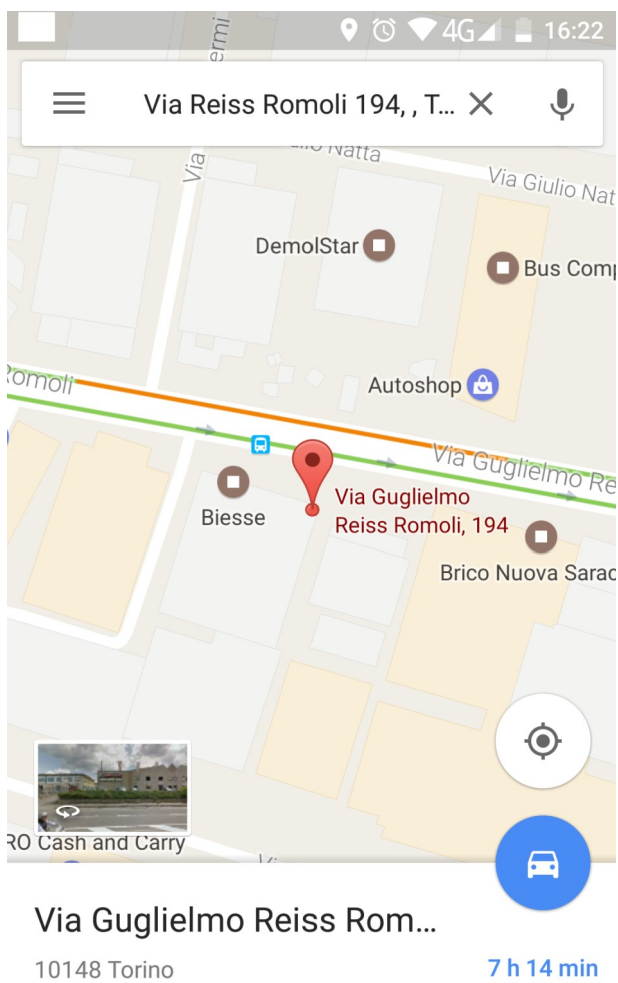 ermi
4G 16:22
Via Reiss Romoli 194, , T...
Natta
Via
Via Giulio Nat
DemolStar
Bus Comp
Romoli
Autoshop
Via Guglielmo Re
Via Guglielmo
Reiss Romoli, 194
Biesse
Brico Nuova Sarac
RO Cash and Carry
Via Guglielmo Reiss Rom...
10148 Torino
7 h 14 min